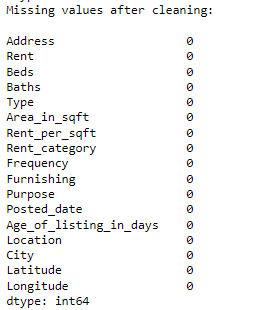 Missing values after cleaning:
Address 0
Rent 0
Beds 0
Baths 0
Type 0
Area_in_sqft 0
Rent_per_sqft 0
Rent_category 0
Frequency 0
Furnishing 0
Purpose 0
Posted_date 0
Age_of_listing_in_days 0
Location 0
City 0
Latitude 0
Longitude 0
dtype: int64